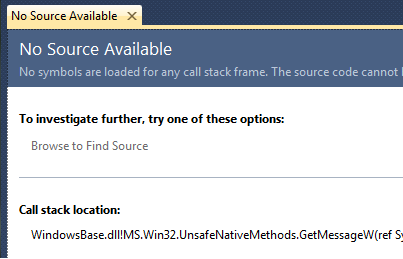 No Source Available
No Source Available
No symbols are loaded for any call stack frame. The source code cannot
To investigate further, try one of these options:
Browse to Find Source
Call stack location:
WindowsBase.dll!MS.Win32.UnsafeNativeMethods.GetMessageW(ref Sy